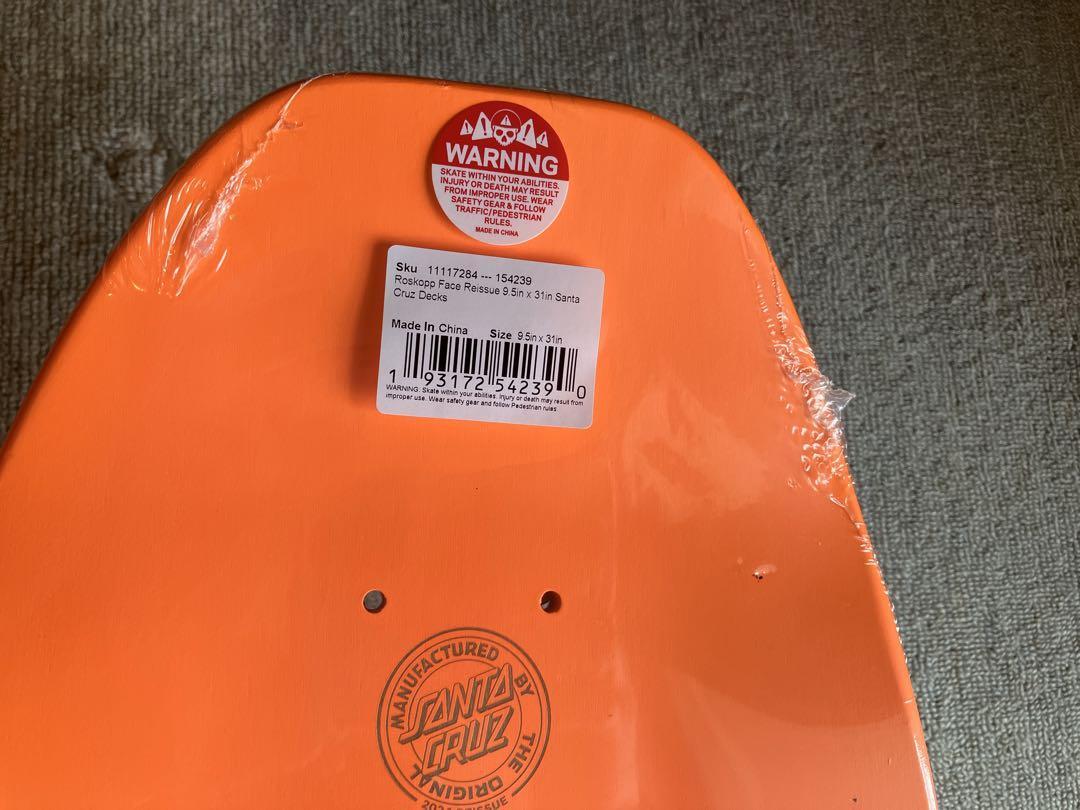 WARNING
SKATE WITHIN YOUR ABILITIES.
INJURY OR DEATH MAY RESULT
FROM IMPROPER USE. WEAR
SAFETY GEAR & FOLLOW
TRAFFIC/PEDESTRIAN
RULES.
MADE IN CHINA
Sku 11117284 --- 154239
Roskopp Face Reissue 9.5in x 31in Santa
Cruz Decks
Made In China Size 9.5in x 31in
1 93172 54239 0
WARNING: Skate within your abilities. Injury or death may result from
improper use. Wear safety gear and follow Pedestrian rules
MANUFACTURED BY THE ORIGINAL
SANTA
CRUZ
REISSUE